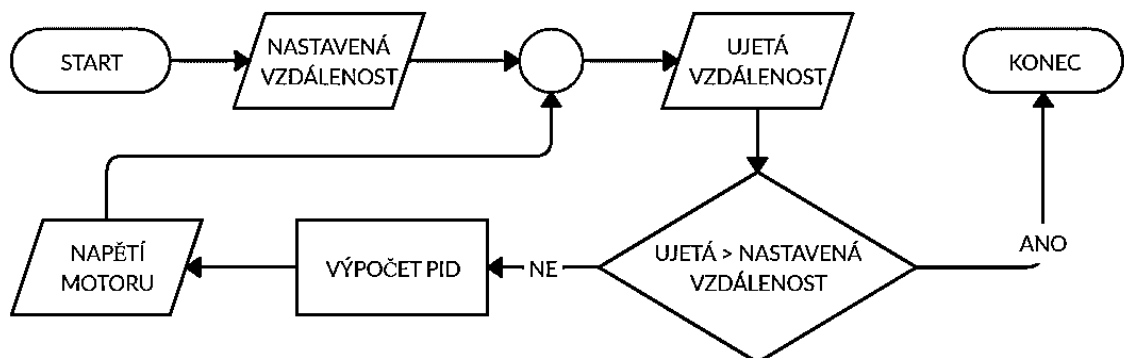 START
NASTAVENÁ
VZDÁLENOST
UJETÁ
VZDÁLENOST
KONEC
NAPĚTÍ
MOTORU
VÝPOČET PID
NE
UJETÁ > NASTAVENÁ
VZDÁLENOST
ANO